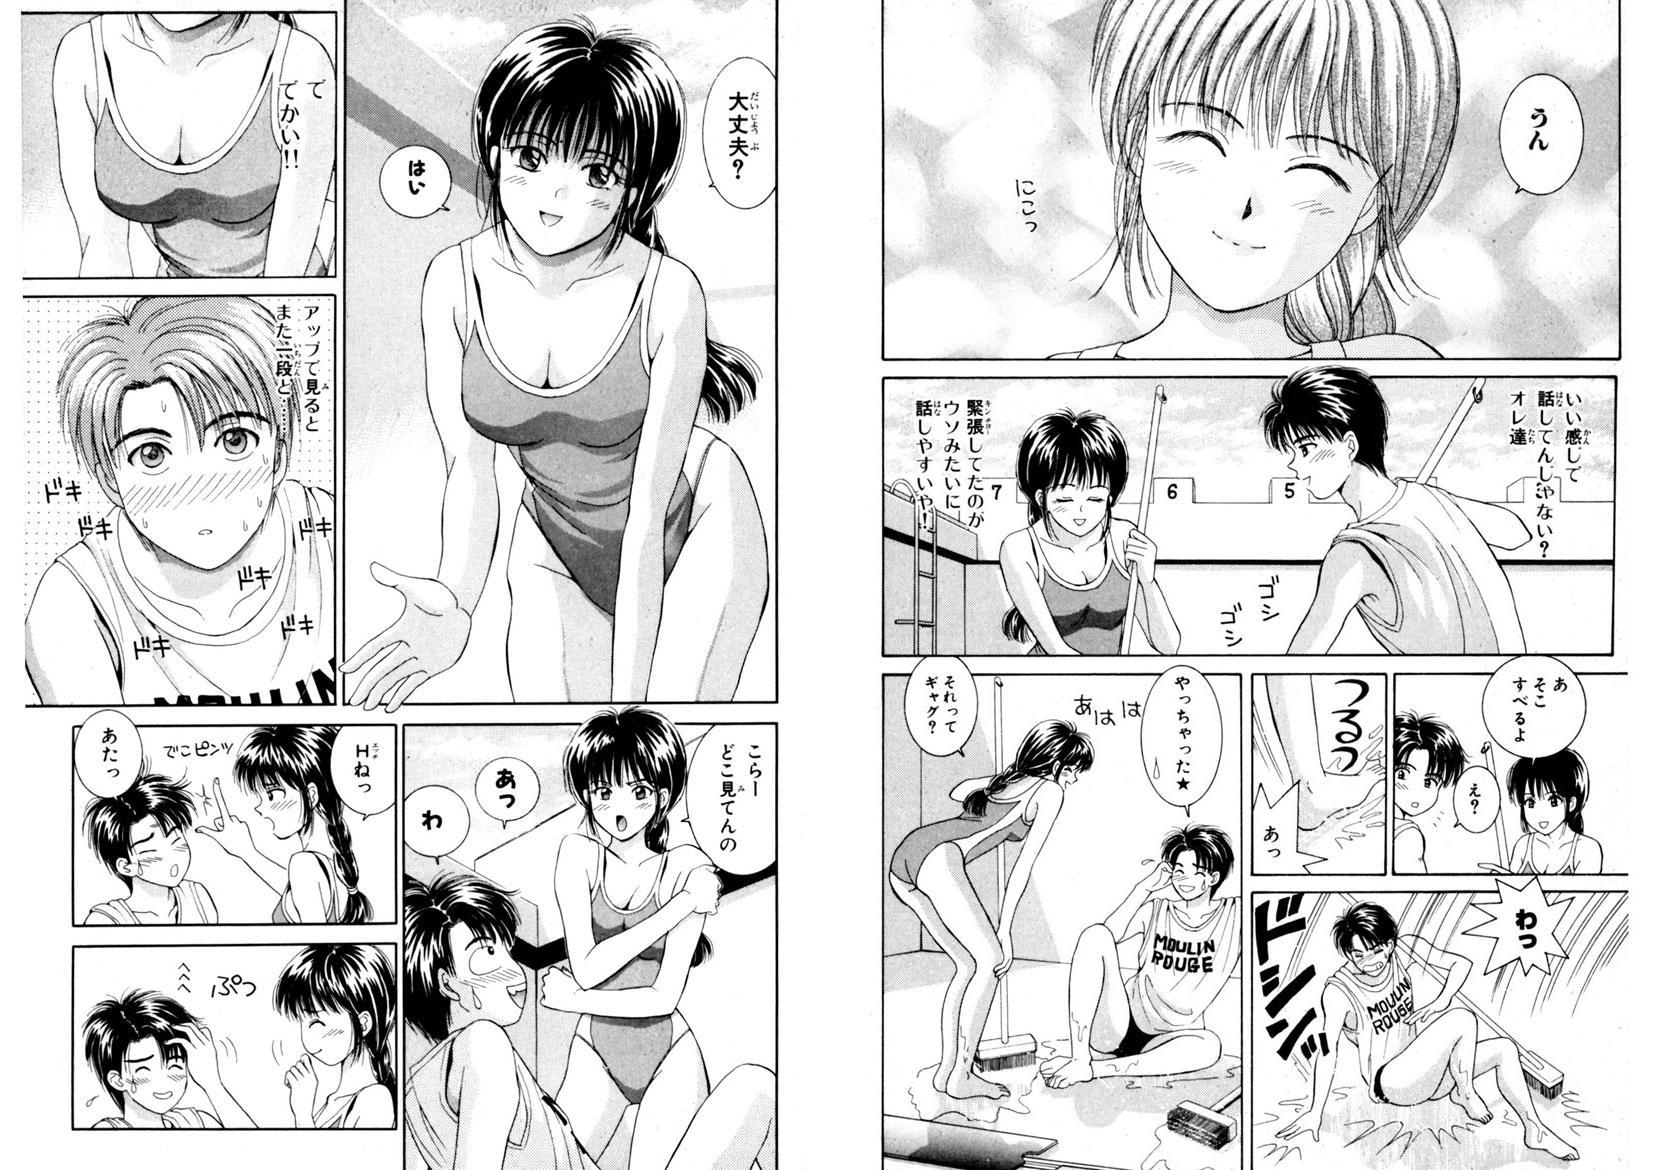 うん
にこっ
いい感じで
話してんじゃない?
オレ達
緊張してたのが
ウソみたいに
話しやすいや!
5
6
7
ゴシ
ゴシ
あ
そこ
すべるよ
え?
つるっ
あっ
わっ
ドシンッ
MOULIN
ROUGE
やっちゃった★
あはは
それって
ギャグ?
MOULIN
ROUGE
大丈夫?
はい
で
でかい!!
アップで見ると
また一段と……
ドキ
ドキ
ドキ
ドキ
ドキ
ドキ
MOULIN
こらー
どこ見てんの
あっ
わ
Hねっ
でこピンッ
あたっ
ぷっ